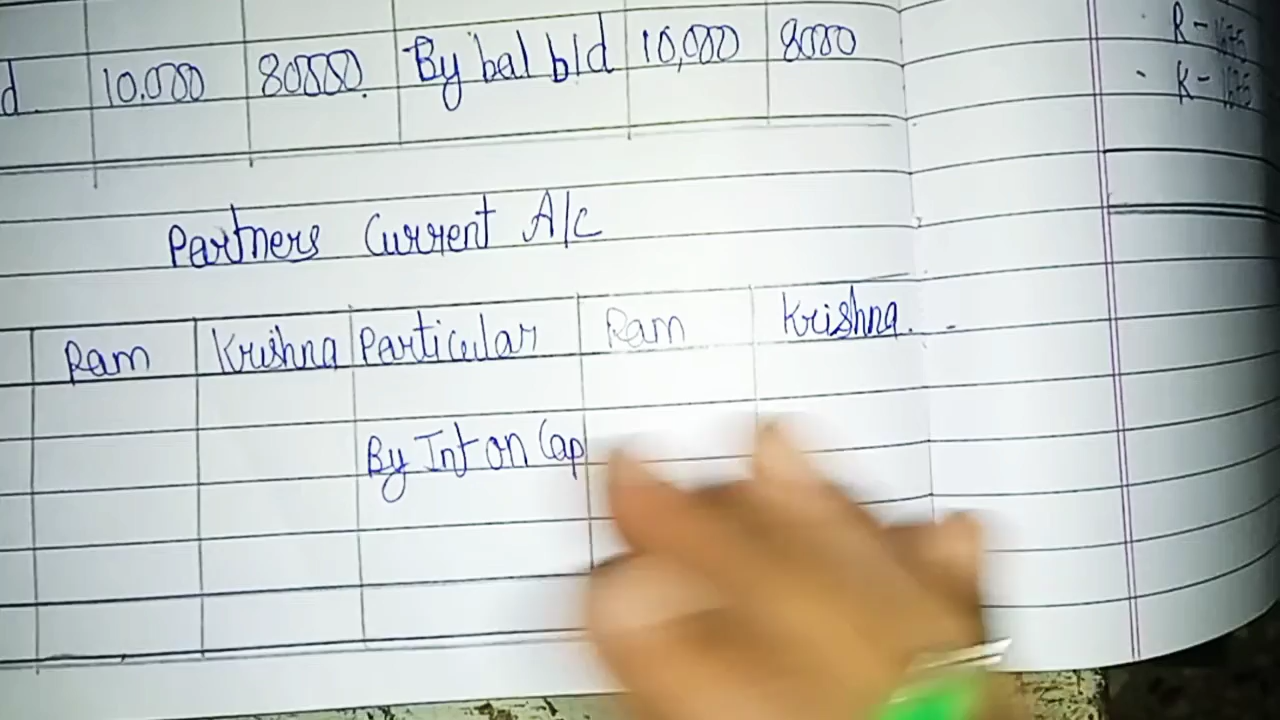 d 10,000 80000 By bal b/d 10,000 8000
R -
K -
Partners Current A/c
Ram Krishna Particular Ram Krishna.
By Int on Cap